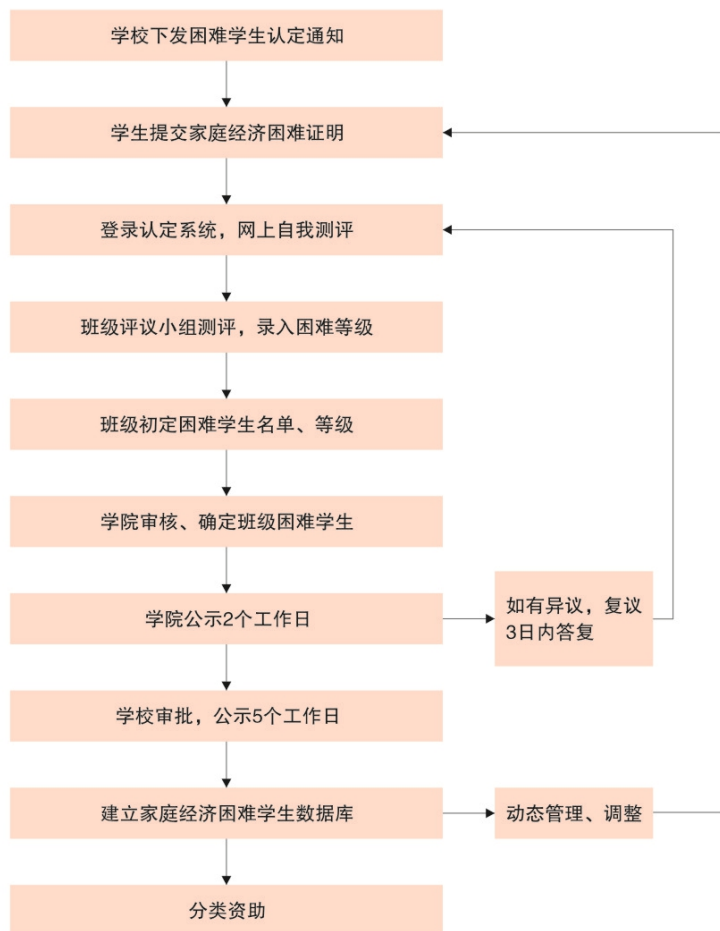 学校下发困难学生认定通知
学生提交家庭经济困难证明
登录认定系统，网上自我测评
班级评议小组测评，录入困难等级
班级初定困难学生名单、等级
学院审核、确定班级困难学生
学院公示2个工作日
如有异议，复议
3日内答复
学校审批，公示5个工作日
建立家庭经济困难学生数据库
动态管理、调整
分类资助